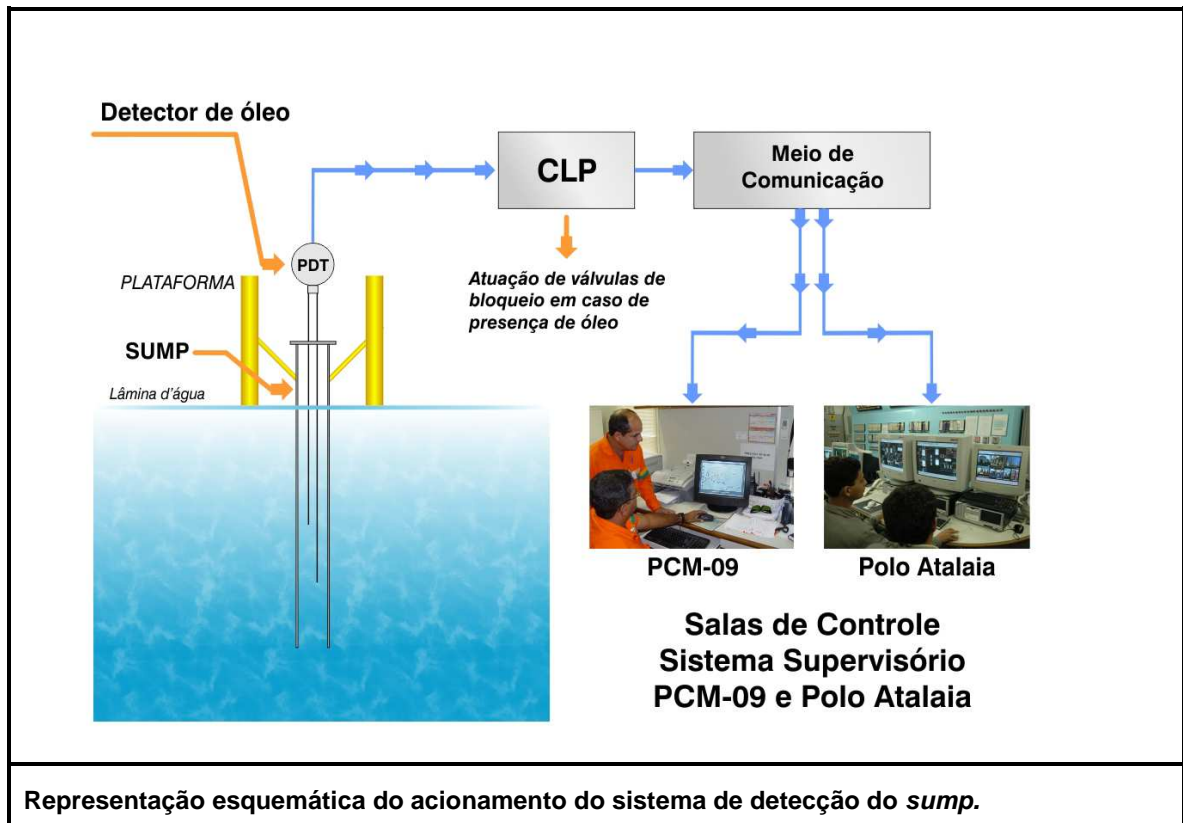 Detector de óleo
CLP
Meio de
Comunicação
PDT
PLATAFORMA
Atuação de válvulas de
bloqueio em caso de
presença de óleo
SUMP
Lâmina d'água
PCM-09
Polo Atalaia
Salas de Controle
Sistema Supervisório
PCM-09 e Polo Atalaia
Representação esquemática do acionamento do sistema de detecção do sump.